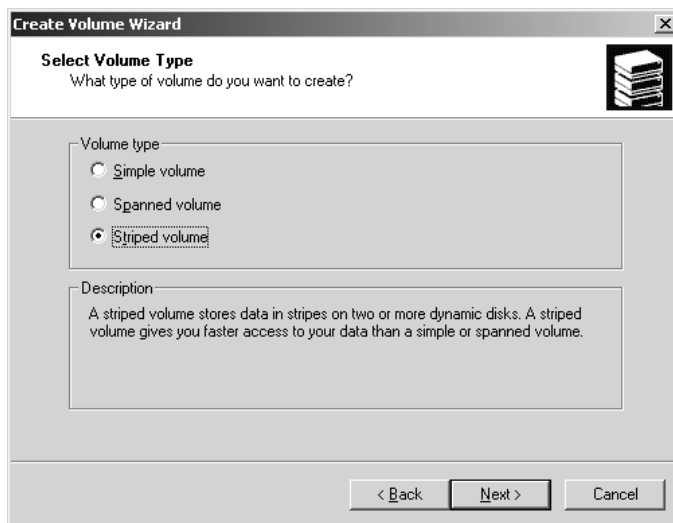 Create Volume Wizard
Select Volume Type
What type of volume do you want to create?
Volume type
Simple volume
Spanned volume
Striped volume
Description
A striped volume stores data in stripes on two or more dynamic disks. A striped
volume gives you faster access to your data than a simple or spanned volume.
< Back
Next >
Cancel